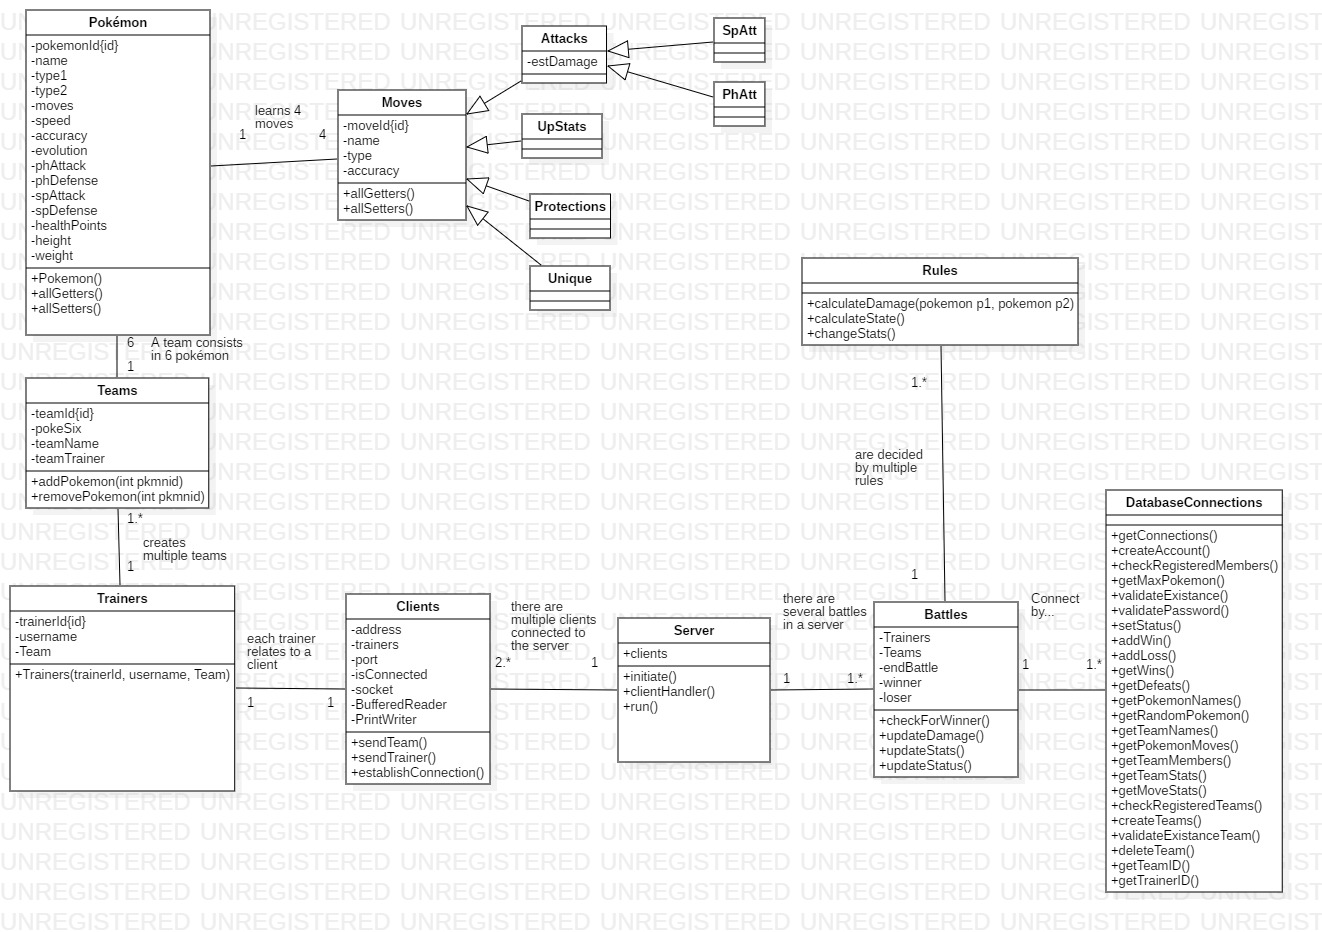 Pokémon
-pokemonId{id}
-name
-type1
-type2
-moves
-speed
-accuracy
-evolution
-phAttack
-phDefense
-spAttack
-spDefense
-healthPoints
-height
-weight
+Pokemon()
+allGetters()
+allSetters()
learns 4
moves
1
4
Moves
-moveId{id}
-name
-type
-accuracy
+allGetters()
+allSetters()
Attacks
-estDamage
SpAtt
PhAtt
UpStats
Protections
Unique
6
A team consists
in 6 pokémon
1
Teams
-teamId{id}
-pokeSix
-teamName
-teamTrainer
+addPokemon(int pkmnid)
+removePokemon(int pkmnid)
1.*
creates
multiple teams
1
Trainers
-trainerId{id}
-username
-Team
+Trainers(trainerId, username, Team)
each trainer
relates to a
client
1
1
Clients
-address
-trainers
-port
-isConnected
-socket
-BufferedReader
-PrintWriter
+sendTeam()
+sendTrainer()
+establishConnection()
there are
multiple clients
connected to
the server
2.*
1
Server
+clients
+initiate()
+clientHandler()
+run()
there are
several battles
in a server
1
1.*
Battles
-Trainers
-Teams
-endBattle
-winner
-loser
+checkForWinner()
+updateDamage()
+updateStats()
+updateStatus()
Rules
+calculateDamage(pokemon p1, pokemon p2)
+calculateState()
+changeStats()
1.*
are decided
by multiple
rules
1
Connect
by...
1
1.*
DatabaseConnections
+getConnections()
+createAccount()
+checkRegisteredMembers()
+getMaxPokemon()
+validateExistance()
+validatePassword()
+setStatus()
+addWin()
+addLoss()
+getWins()
+getDefeats()
+getPokemonNames()
+getRandomPokemon()
+getTeamNames()
+getPokemonMoves()
+getTeamMembers()
+getTeamStats()
+getMoveStats()
+checkRegisteredTeams()
+createTeams()
+validateExistanceTeam()
+deleteTeam()
+getTeamID()
+getTrainerID()
UNREGISTERED